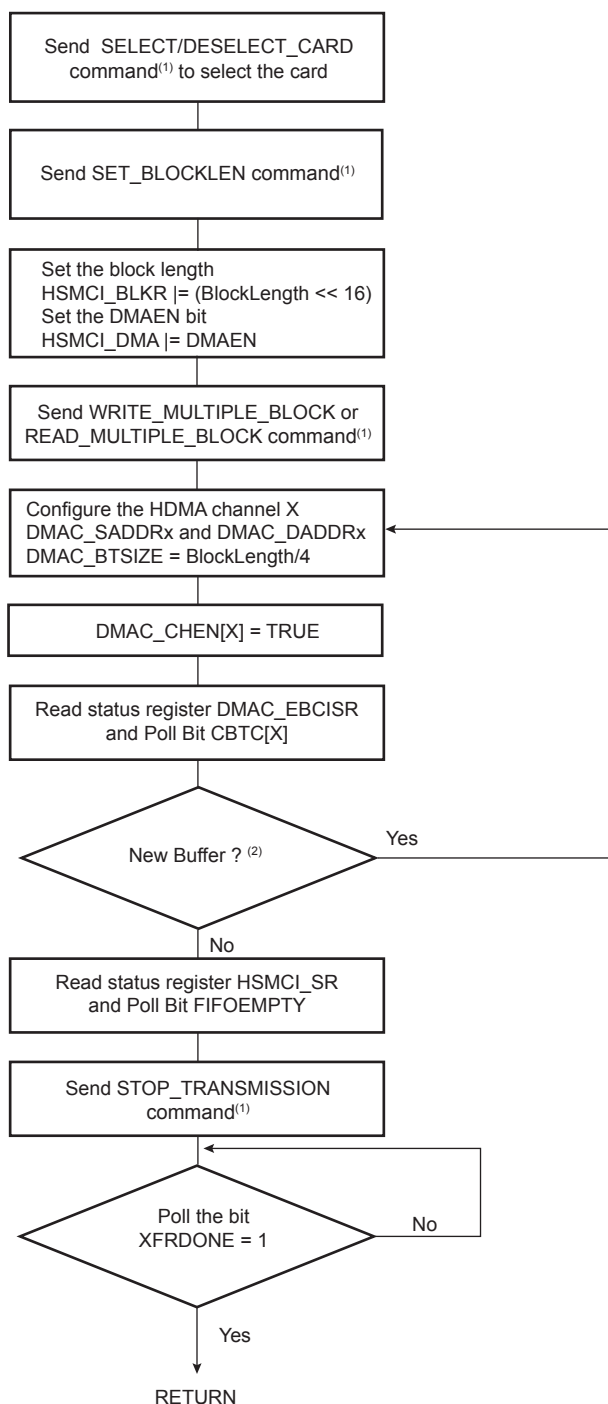 Send SELECT/DESELECT_CARD
command(1) to select the card
Send SET_BLOCKLEN command(1)
Set the block length
HSMCI_BLKR |= (BlockLength << 16)
Set the DMAEN bit
HSMCI_DMA |= DMAEN
Send WRITE_MULTIPLE_BLOCK or
READ_MULTIPLE_BLOCK command(1)
Configure the HDMA channel X
DMAC_SADDRx and DMAC_DADDRx
DMAC_BTSIZE = BlockLength/4
DMAC_CHEN[X] = TRUE
Read status register DMAC_EBCISR
and Poll Bit CBTC[X]
New Buffer ? (2)
Yes
No
Read status register HSMCI_SR
and Poll Bit FIFOEMPTY
Send STOP_TRANSMISSION
command(1)
Poll the bit
XFRDONE = 1
No
Yes
RETURN